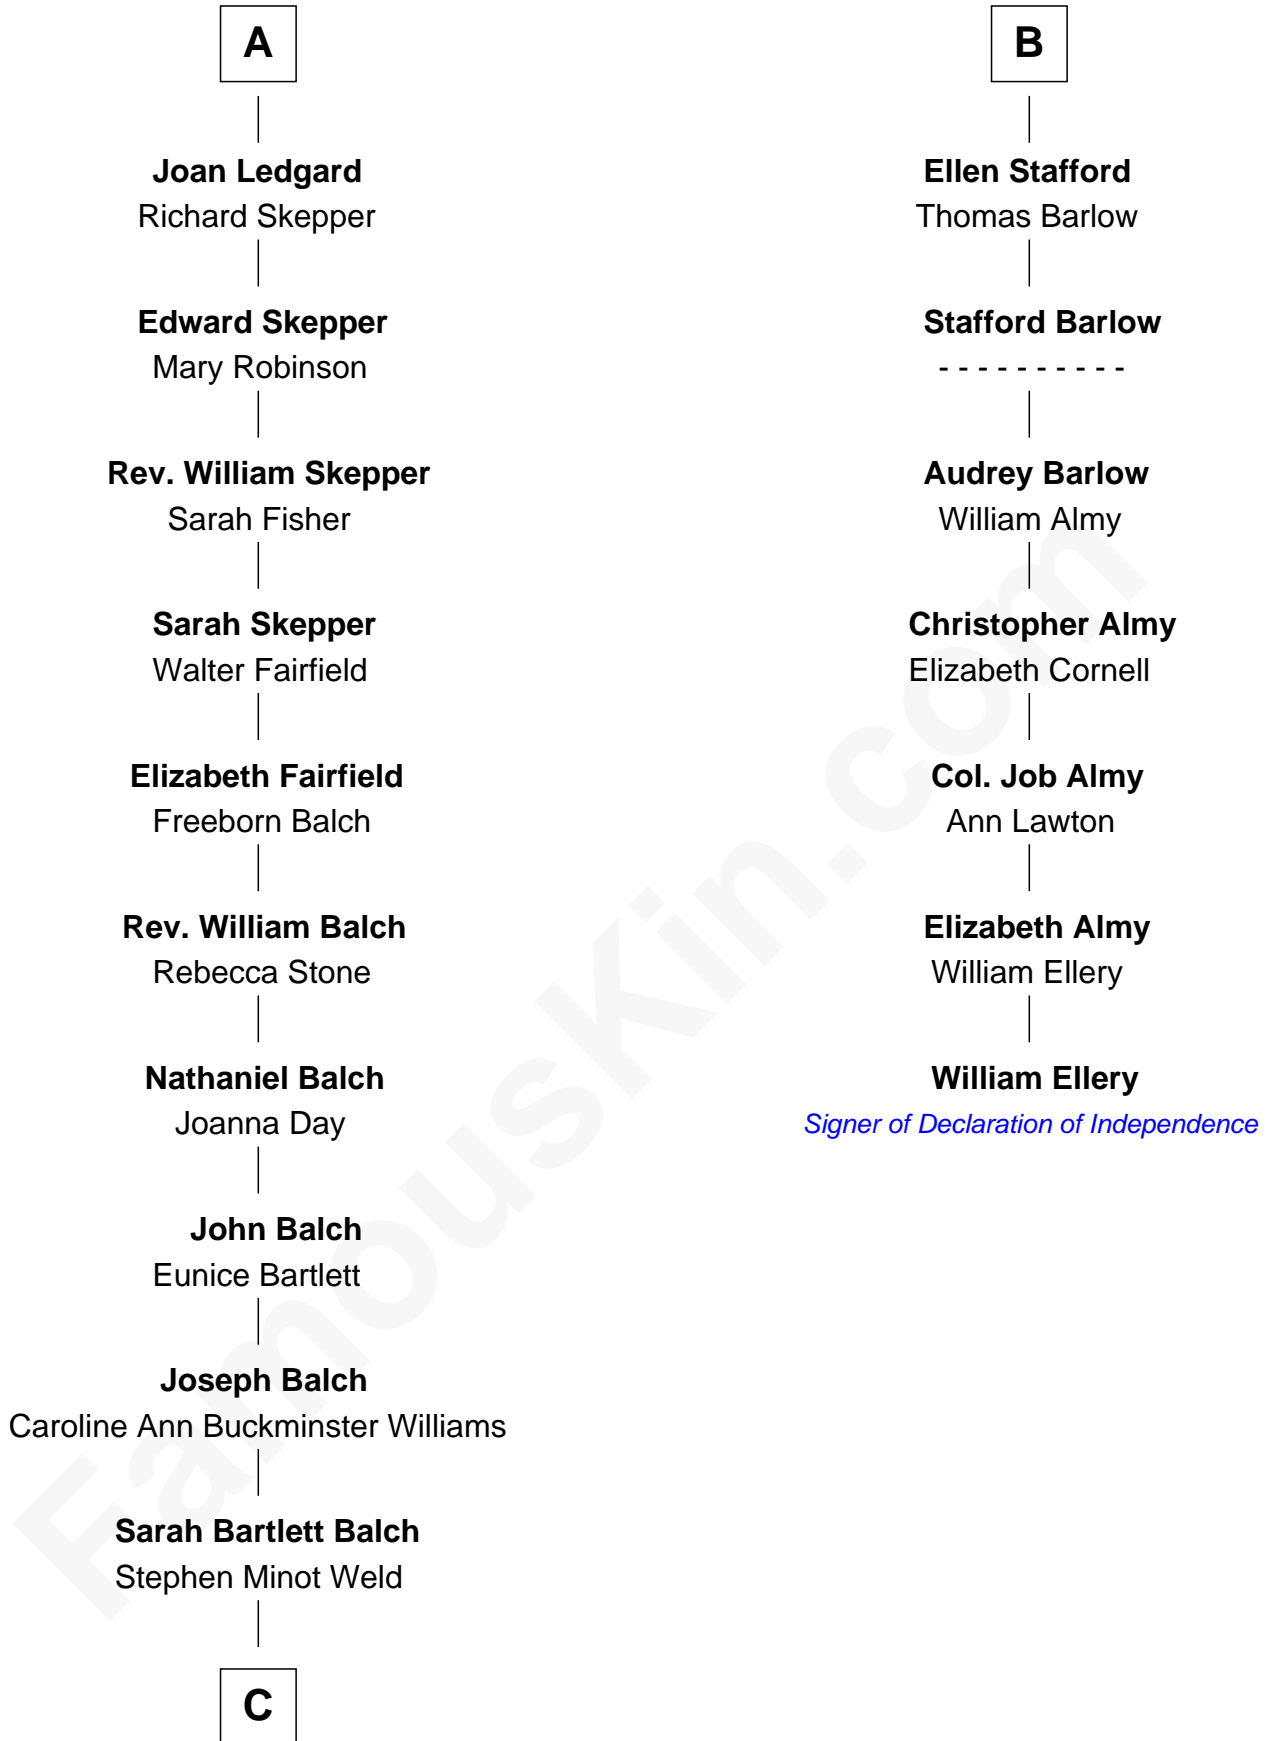 A
Joan Ledgard
Richard Skepper
Edward Skepper
Mary Robinson
Rev. William Skepper
Sarah Fisher
Sarah Skepper
Walter Fairfield
Elizabeth Fairfield
Freeborn Balch
Rev. William Balch
Rebecca Stone
Nathaniel Balch
Joanna Day
John Balch
Eunice Bartlett
Joseph Balch
Caroline Ann Buckminster Williams
Sarah Bartlett Balch
Stephen Minot Weld
C
B
Ellen Stafford
Thomas Barlow
Stafford Barlow
- - - - - - - - - -
Audrey Barlow
William Almy
Christopher Almy
Elizabeth Cornell
Col. Job Almy
Ann Lawton
Elizabeth Almy
William Ellery
William Ellery
Signer of Declaration of Independence
FamousKin.com